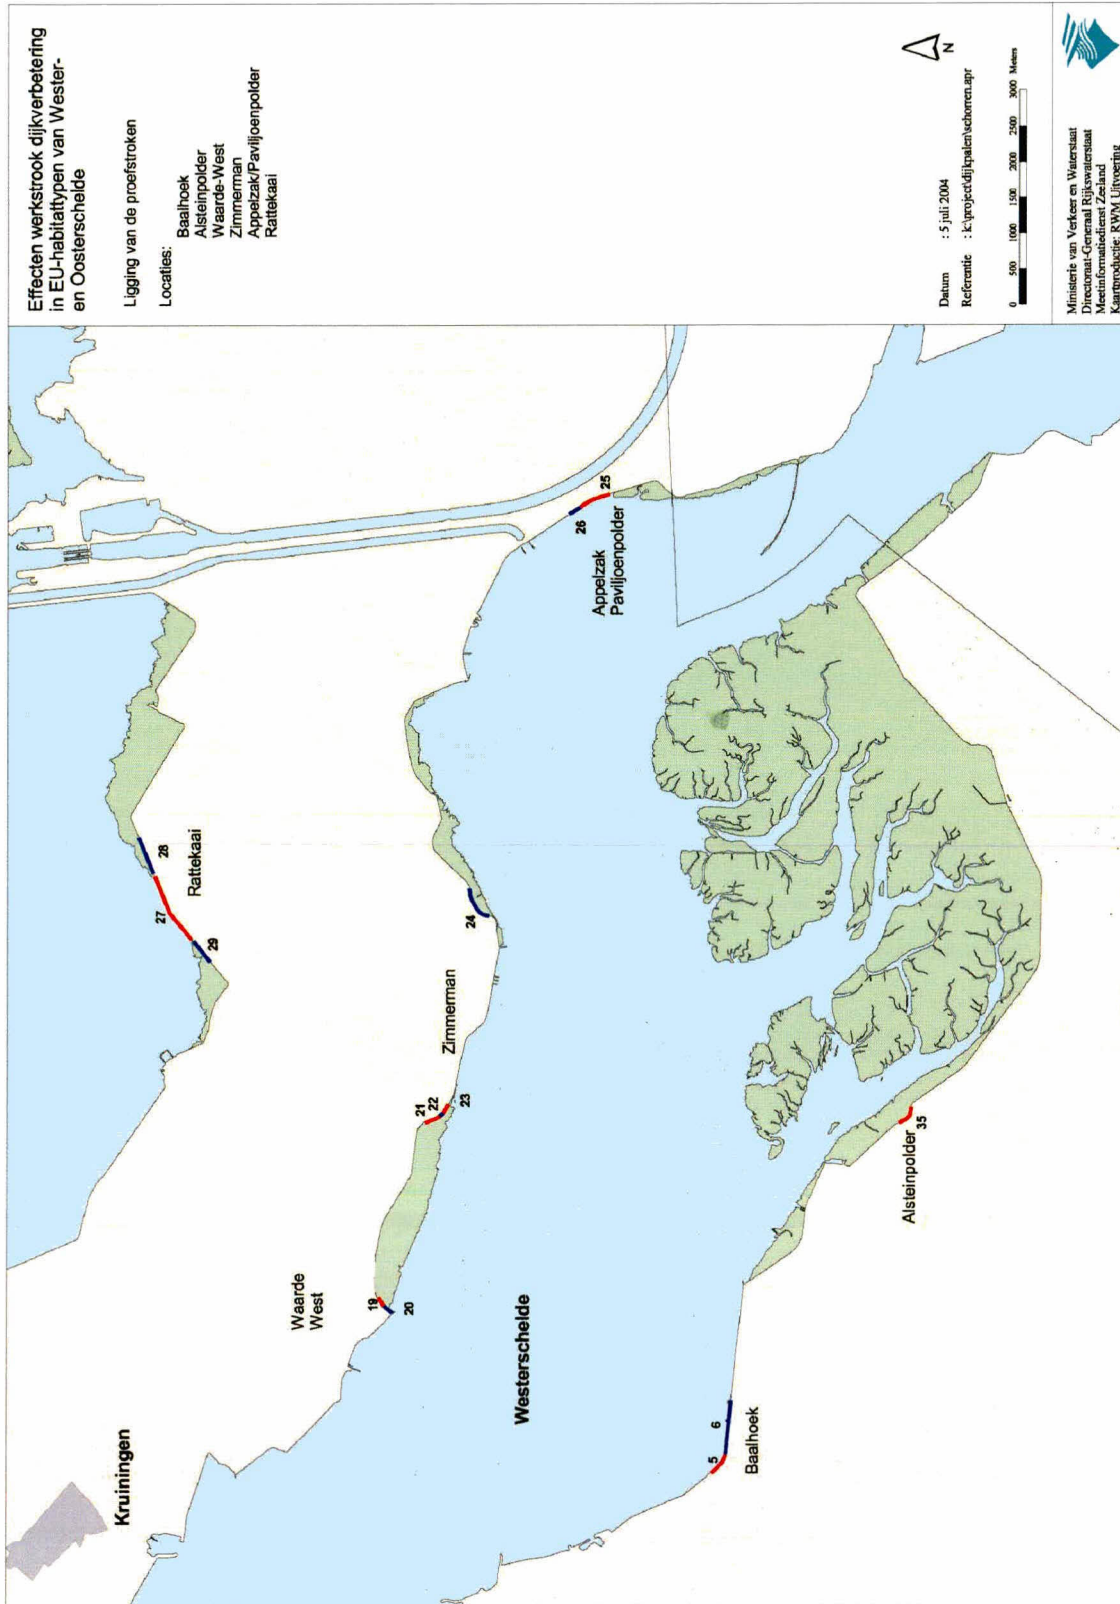 Effecten werkstrook dijkverbetering
in EU-habitattypen van Wester-
en Oosterschelde
Ligging van de proefstroken
Locaties:
Baalhoek
Alsteinpolder
Waarde-West
Zimmerman
Appelzak/Paviljoenpolder
Rattekaai
N
Datum : 5 juli 2004
Referentie : k:\project\dijkpalen\schorren.apr
0 500 1000 1500 2000 2500 3000 Meters
Ministerie van Verkeer en Waterstaat
Directoraat-Generaal Rijkswaterstaat
Meetinformatiedienst Zeeland
Kaartproductie: RWM Uitvoering
Kruiningen
Waarde
West
19
20
21
22
23
Zimmerman
24
Rattekaai
27
28
29
Appelzak
Paviljoenpolder
25
26
Westerschelde
Baalhoek
5
6
Alsteinpolder
35